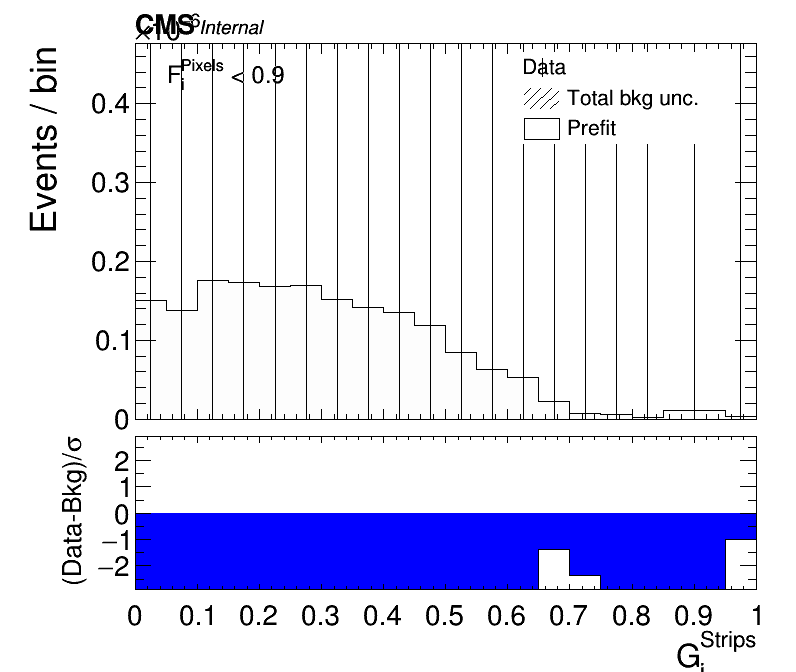 CMS Internal
×10⁻⁶
F_i^Pixels < 0.9
Data
Total bkg unc.
Prefit
Events / bin
0.4
0.3
0.2
0.1
0
(Data-Bkg)/σ
2
1
0
−1
−2
0 0.1 0.2 0.3 0.4 0.5 0.6 0.7 0.8 0.9 1
G_i^Strips